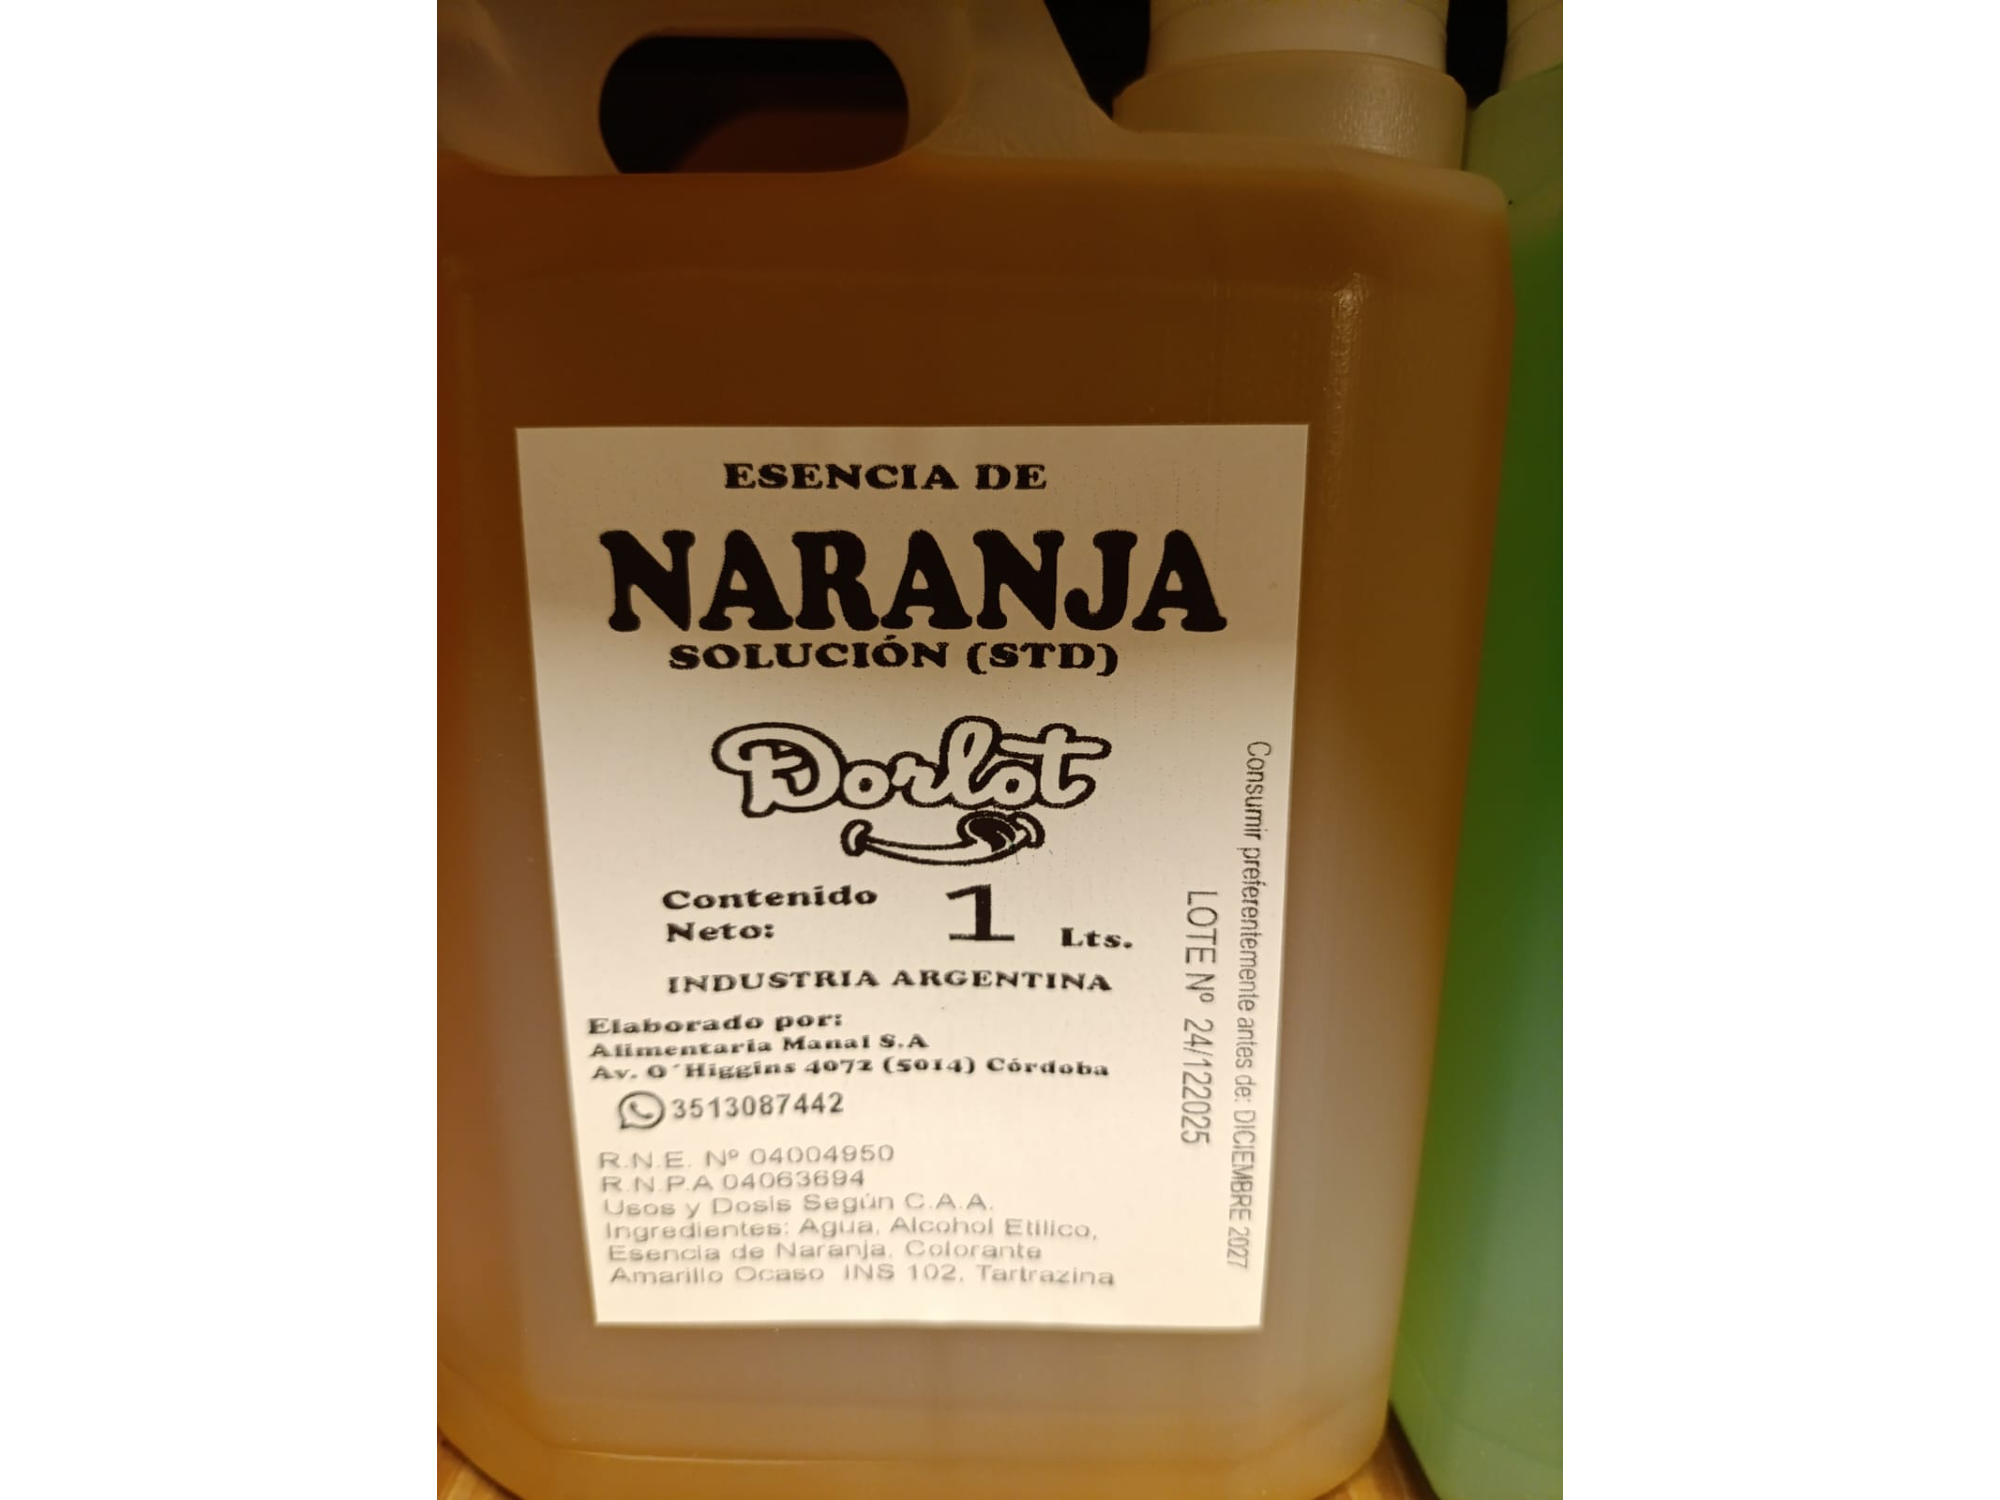 ESENCIA DE
NARANJA
SOLUCIÓN (STD)
Dorlot
Contenido
Neto: 1 Lts.
INDUSTRIA ARGENTINA
Elaborado por:
Alimentaria Manal S.A
Av. O´Higgins 4072 (5014) Córdoba
3513087442
R.N.E. Nº 04004950
R.N.P.A 04063694
Usos y Dosis Según C.A.A.
Ingredientes: Agua, Alcohol Etilico,
Esencia de Naranja, Colorante
Amarillo Ocaso INS 102, Tartrazina
LOTE Nº 24/122025
Consumir preferentemente antes de: DICIEMBRE 2027